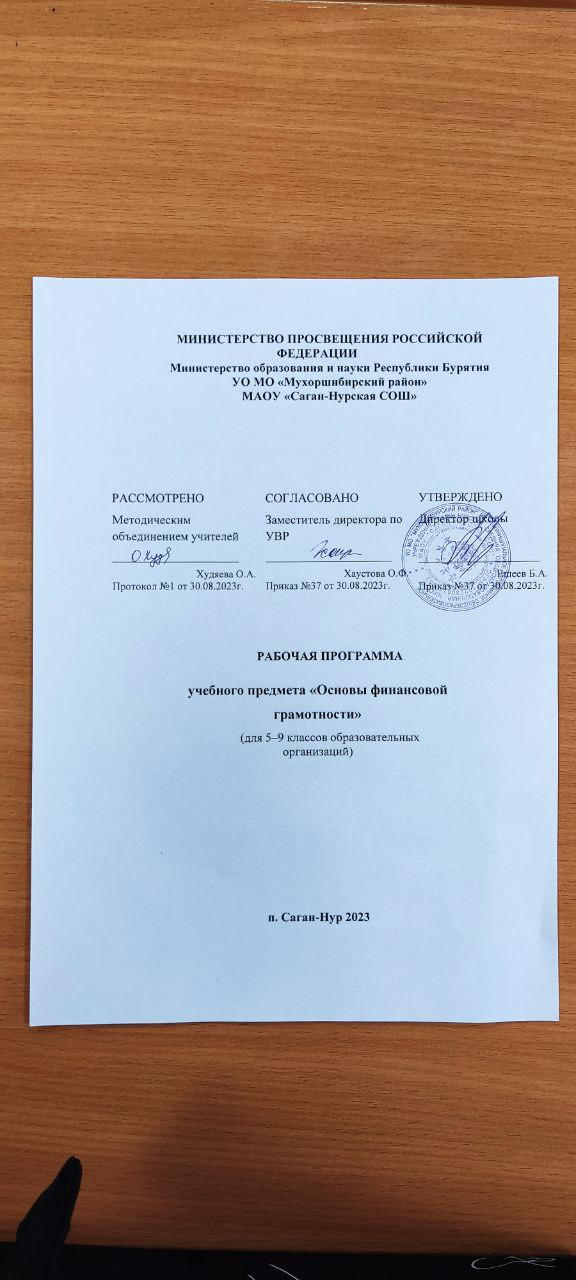 МИНИСТЕРСТВО ПРОСВЕЩЕНИЯ РОССИЙСКОЙ
ФЕДЕРАЦИИ
Министерство образования и науки Республики Бурятия
УО МО «Мухоршибирский район»
МАОУ «Саган-Нурская СОШ»
РАССМОТРЕНО
Методическим
объединением учителей
Худяева О.А.
Протокол №1 от 30.08.2023г.
СОГЛАСОВАНО
Заместитель директора по
УВР
Хаустова О.Ф.
Приказ №37 от 30.08.2023г.
УТВЕРЖДЕНО
Директор школы
Ешеев Б.А.
Приказ №37 от 30.08.2023г.
РАБОЧАЯ ПРОГРАММА
учебного предмета «Основы финансовой
грамотности»
(для 5–9 классов образовательных
организаций)
п. Саган-Нур 2023